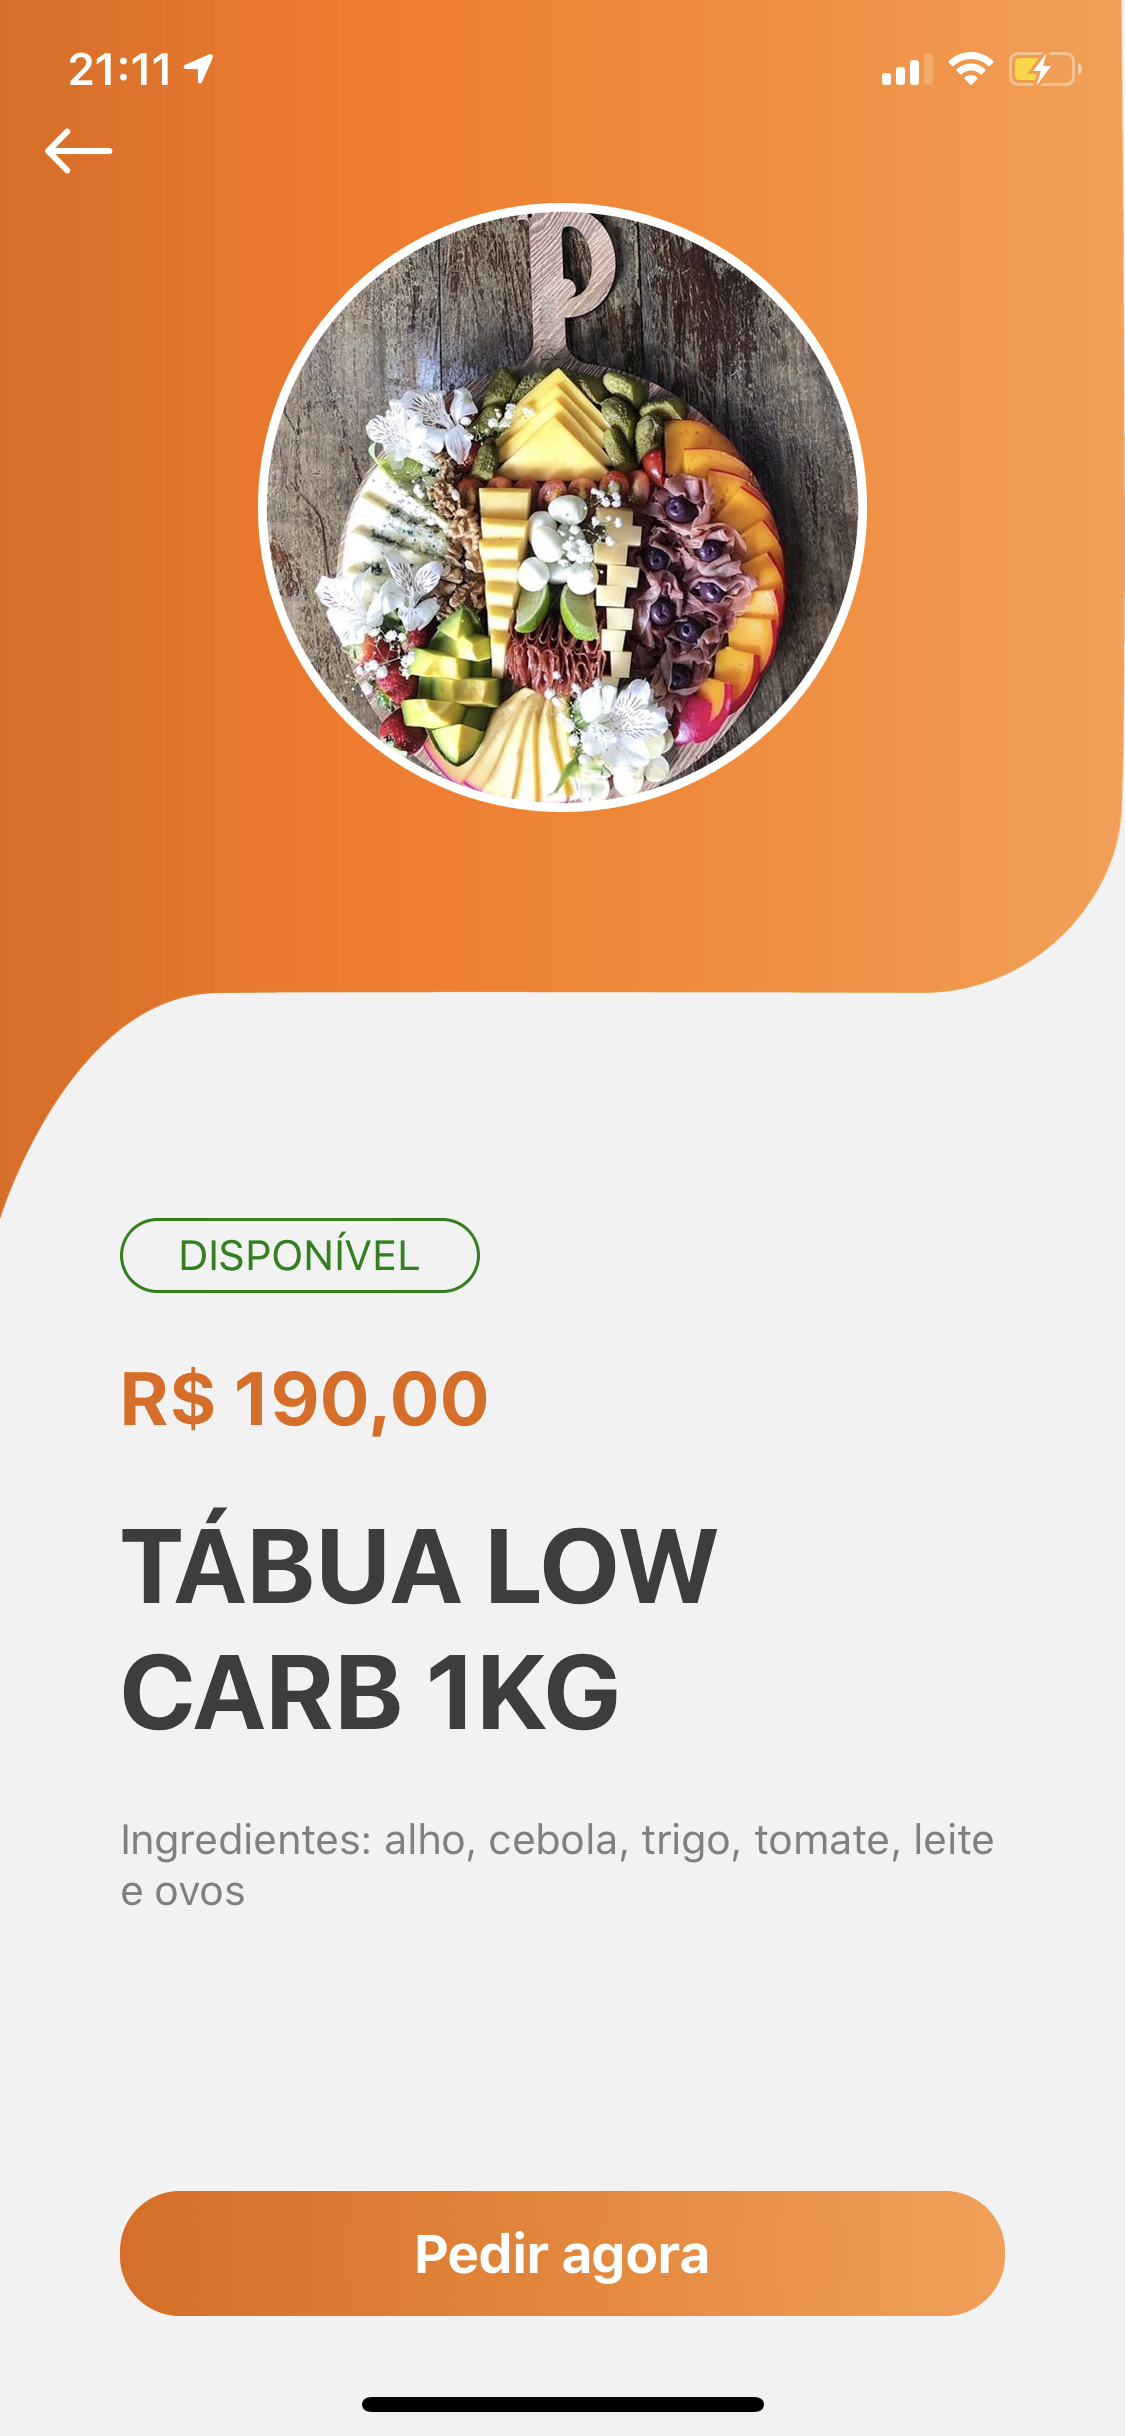 21:11
DISPONÍVEL
R$ 190,00
TÁBUA LOW
CARB 1KG
Ingredientes: alho, cebola, trigo, tomate, leite
e ovos
Pedir agora